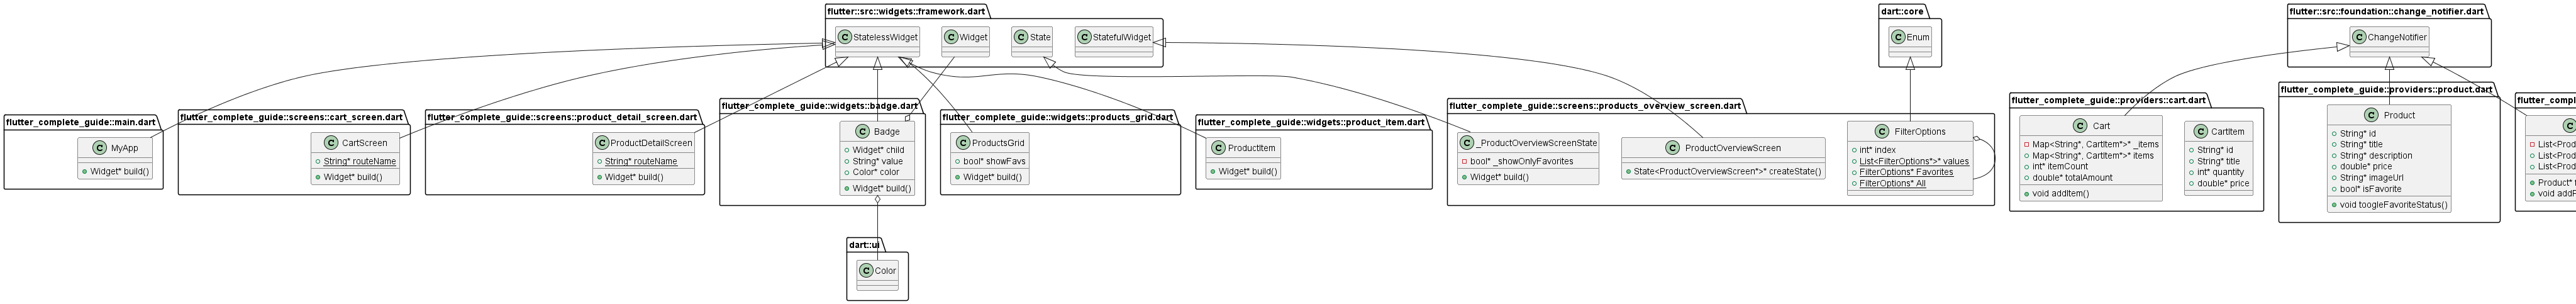 flutter::src::widgets::framework.dart
C StatelessWidget
C Widget
C State
C StatefulWidget
dart::core
C Enum
flutter::src::foundation::change_notifier.dart
C ChangeNotifier
flutter_complete_guide::main.dart
C MyApp
Widget* build()
flutter_complete_guide::screens::cart_screen.dart
C CartScreen
String* routeName
Widget* build()
flutter_complete_guide::screens::product_detail_screen.dart
C ProductDetailScreen
String* routeName
Widget* build()
flutter_complete_guide::widgets::badge.dart
C Badge
Widget* child
String* value
Color* color
Widget* build()
flutter_complete_guide::widgets::products_grid.dart
C ProductsGrid
bool* showFavs
Widget* build()
flutter_complete_guide::widgets::product_item.dart
C ProductItem
Widget* build()
flutter_complete_guide::screens::products_overview_screen.dart
C _ProductOverviewScreenState
bool* _showOnlyFavorites
Widget* build()
C ProductOverviewScreen
State<ProductOverviewScreen*>* createState()
C FilterOptions
int* index
List<FilterOptions*>* values
FilterOptions* Favorites
FilterOptions* All
flutter_complete_guide::providers::cart.dart
C Cart
Map<String*, CartItem*>* _items
Map<String*, CartItem*>* items
int* itemCount
double* totalAmount
void addItem()
C CartItem
String* id
String* title
int* quantity
double* price
flutter_complete_guide::providers::product.dart
C Product
String* id
String* title
String* description
double* price
String* imageUrl
bool* isFavorite
void toogleFavoriteStatus()
flutter_comple
List<Prod
List<Prod
List<Prod
Product*
void addP
dart::ui
C Color